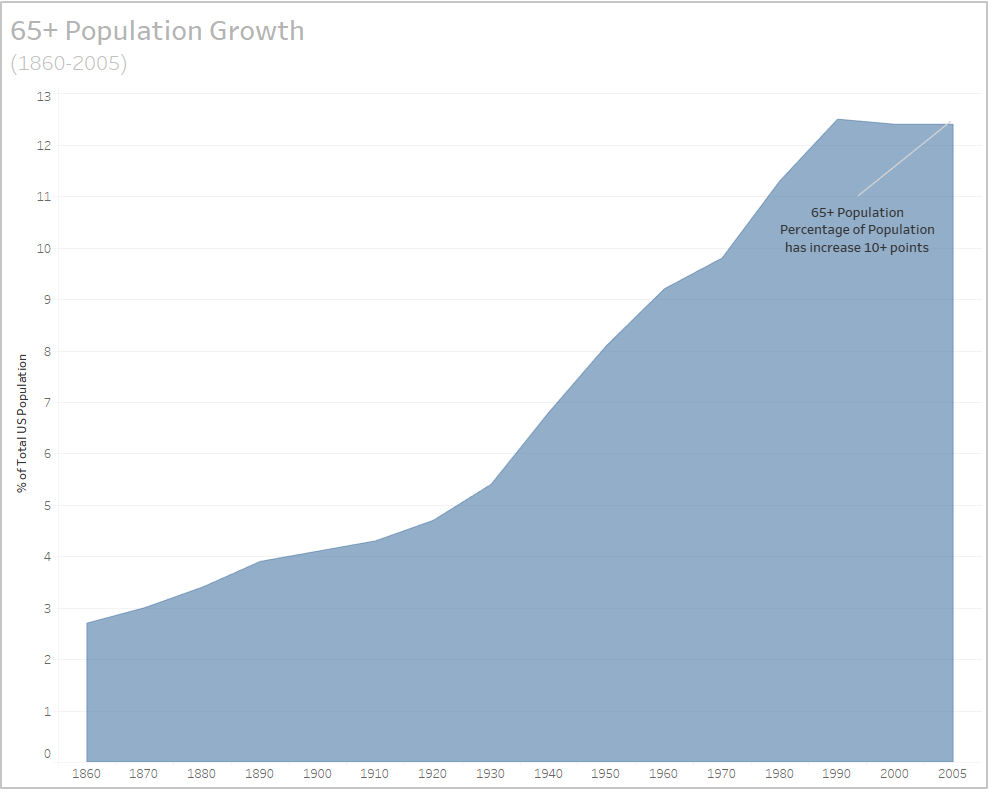 65+ Population Growth
(1860-2005)
13
12
11
10
9
8
7
6
5
4
3
2
1
0
% of Total US Population
65+ Population
Percentage of Population
has increase 10+ points
1860 1870 1880 1890 1900 1910 1920 1930 1940 1950 1960 1970 1980 1990 2000 2005